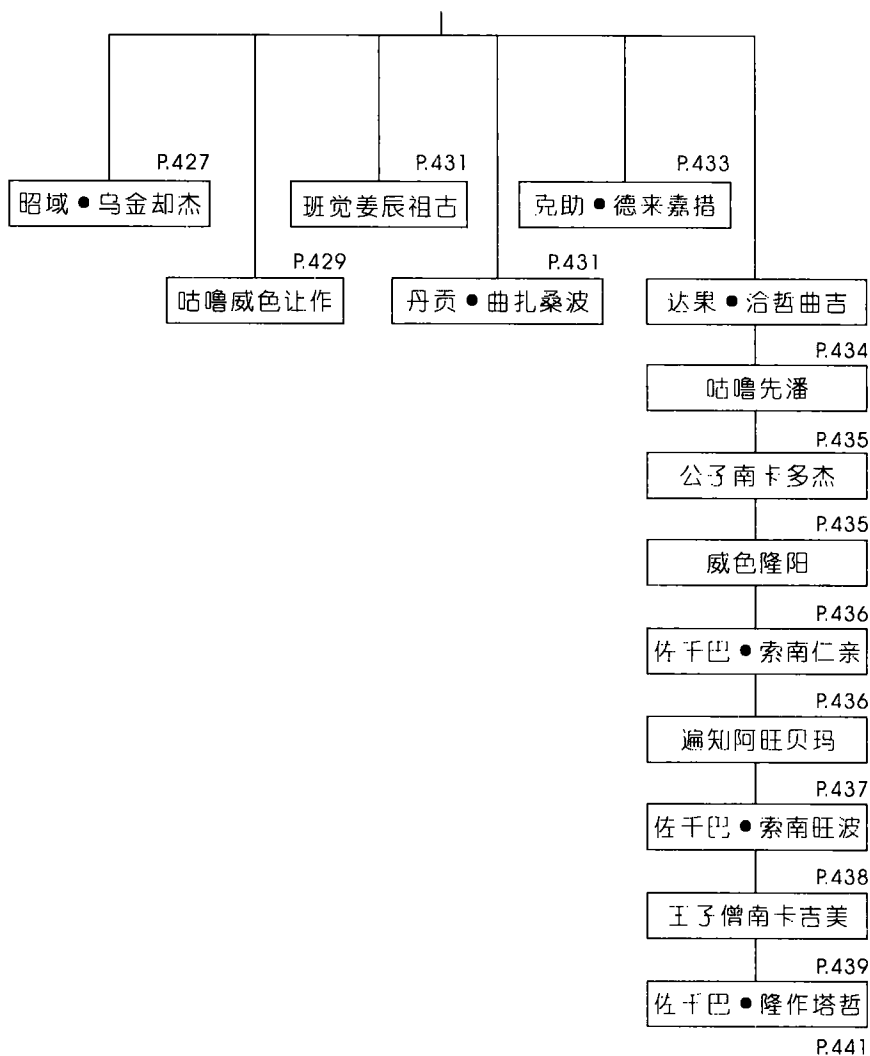 P.427
昭域●乌金却杰
P.431
班觉姜辰祖古
P.433
克助●德来嘉措
P.429
咕噜威色让作
P.431
丹贡●曲扎桑波
达果●洽哲曲吉
P.434
咕噜先潘
P.435
公子南卡多杰
P.435
威色隆阳
P.436
佐千巴●索南仁亲
P.436
遍知阿旺贝玛
P.437
佐千巴●索南旺波
P.438
王子僧南卡吉美
P.439
佐千巴●隆作塔哲
P.441